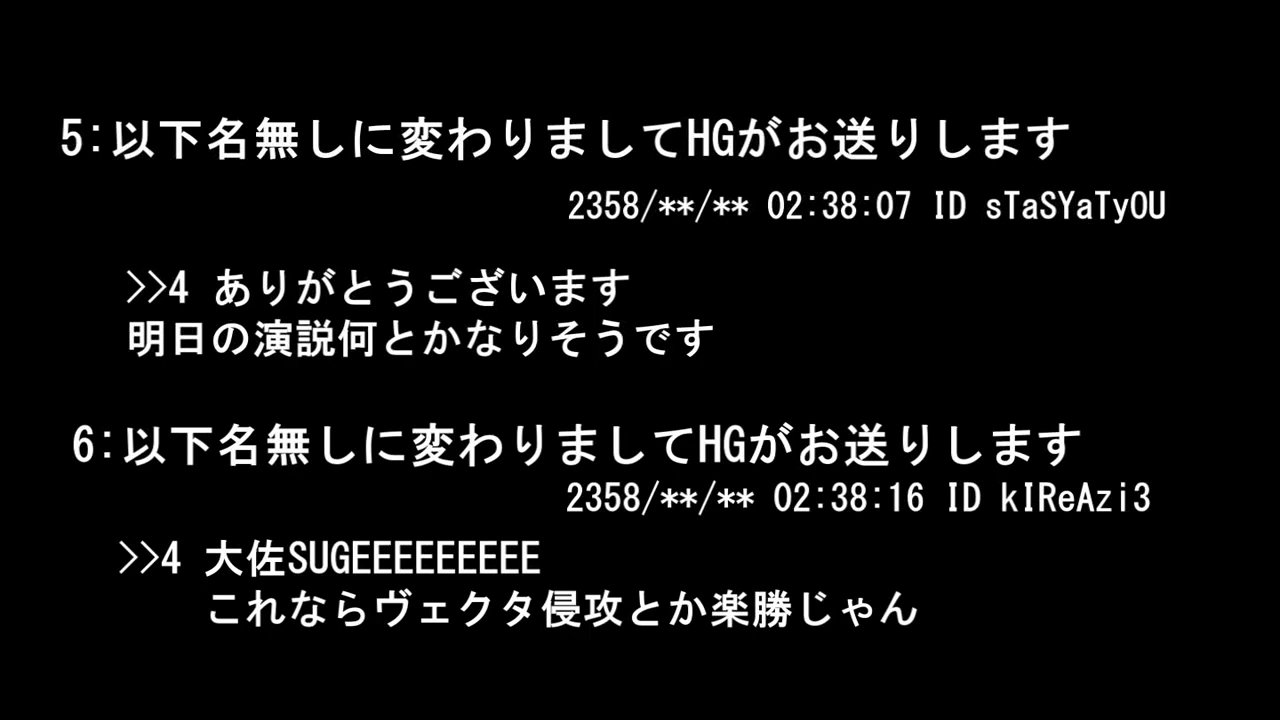 5:以下名無しに変わりましてHGがお送りします
2358/**/** 02:38:07 ID sTaSYaTyOU
>>4 ありがとうございます
明日の演説何とかなりそうです
6:以下名無しに変わりましてHGがお送りします
2358/**/** 02:38:16 ID kIReAzi3
>>4 大佐SUGEEEEEEEEE
これならヴェクタ侵攻とか楽勝じゃん